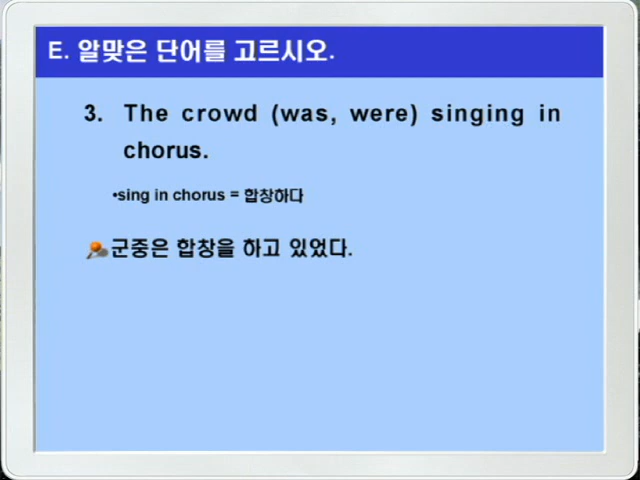 E. 알맞은 단어를 고르시오.
3. The crowd (was, were) singing in
chorus.
•sing in chorus = 합창하다
군중은 합창을 하고 있었다.